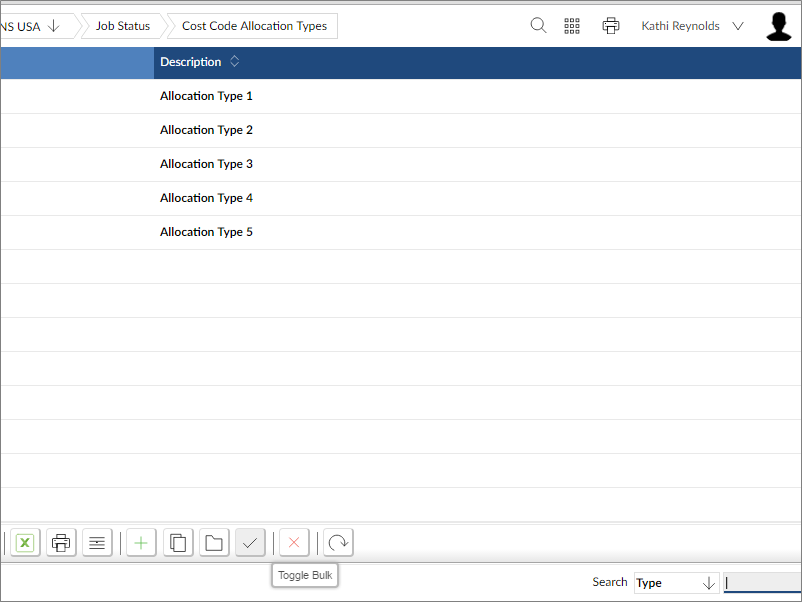 NS USA
Job Status
Cost Code Allocation Types
Kathi Reynolds
Description
Allocation Type 1
Allocation Type 2
Allocation Type 3
Allocation Type 4
Allocation Type 5
Toggle Bulk
Search
Type